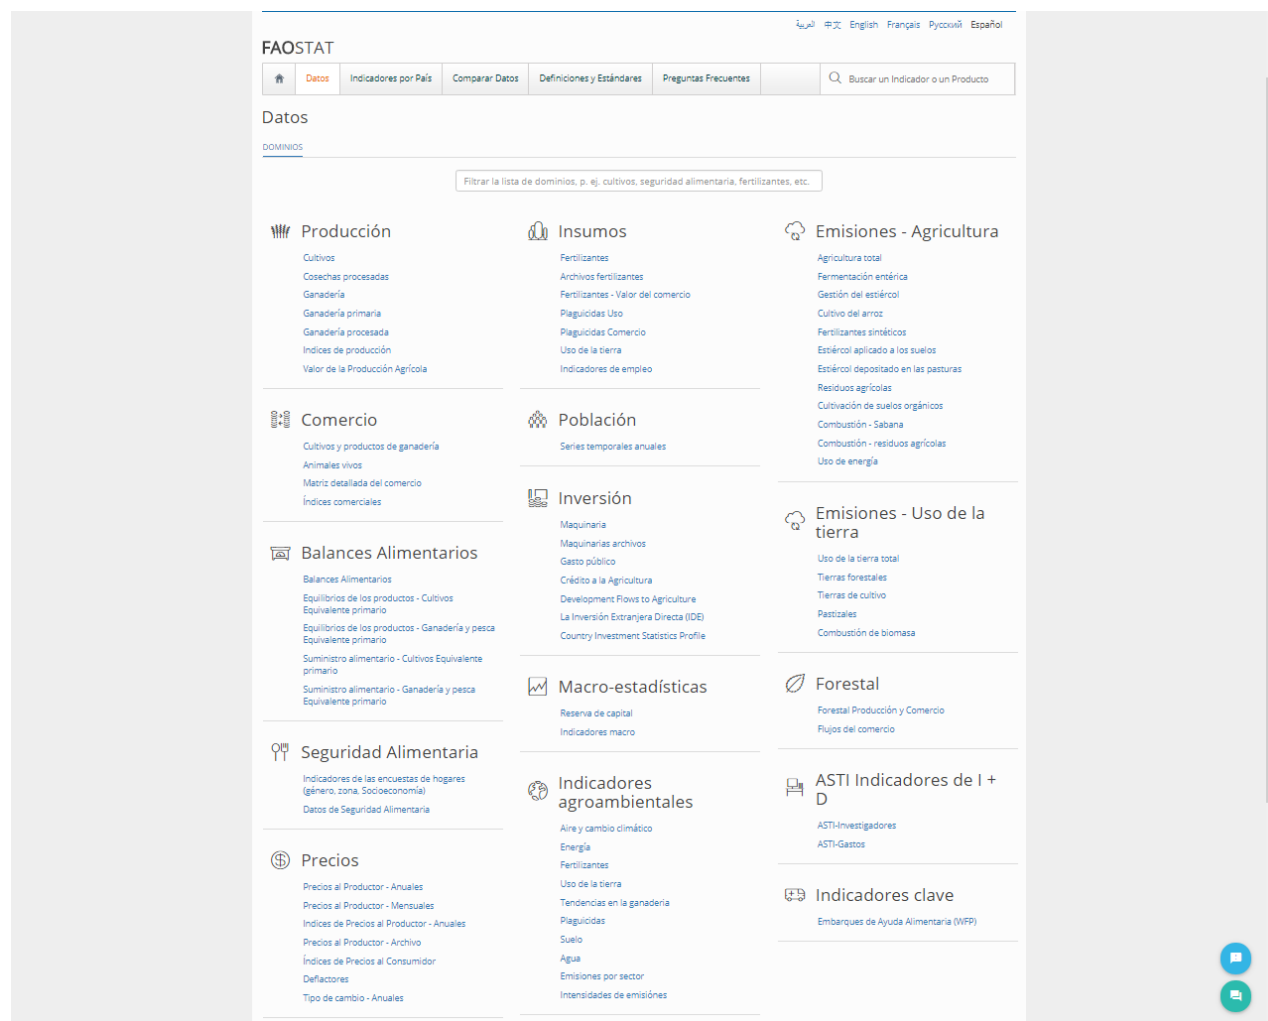 العربية 中文 English Français Русский Español
FAOSTAT
Datos Indicadores por País Comparar Datos Definiciones y Estándares Preguntas Frecuentes Buscar un Indicador o un Producto
Datos
DOMINIOS
Filtrar la lista de dominios, p. ej. cultivos, seguridad alimentaria, fertilizantes, etc.
Producción
Cultivos
Cosechas procesadas
Ganadería
Ganadería primaria
Ganadería procesada
Indices de producción
Valor de la Producción Agrícola
Comercio
Cultivos y productos de ganadería
Animales vivos
Matriz detallada del comercio
Índices comerciales
Balances Alimentarios
Balances Alimentarios
Equilibrios de los productos - Cultivos
Equivalente primario
Equilibrios de los productos - Ganadería y pesca
Equivalente primario
Suministro alimentario - Cultivos Equivalente
primario
Suministro alimentario - Ganadería y pesca
Equivalente primario
Seguridad Alimentaria
Indicadores de las encuestas de hogares
(género, zona, Socioeconomía)
Datos de Seguridad Alimentaria
Precios
Precios al Productor - Anuales
Precios al Productor - Mensuales
Indices de Precios al Productor - Anuales
Precios al Productor - Archivo
Índices de Precios al Consumidor
Deflactores
Tipo de cambio - Anuales
Insumos
Fertilizantes
Archivos fertilizantes
Fertilizantes - Valor del comercio
Plaguicidas Uso
Plaguicidas Comercio
Uso de la tierra
Indicadores de empleo
Población
Series temporales anuales
Inversión
Maquinaria
Maquinarias archivos
Gasto público
Crédito a la Agricultura
Development Flows to Agriculture
La Inversión Extranjera Directa (IDE)
Country Investment Statistics Profile
Macro-estadísticas
Reserva de capital
Indicadores macro
Indicadores
agroambientales
Aire y cambio climático
Energía
Fertilizantes
Uso de la tierra
Tendencias en la ganaderia
Plaguicidas
Suelo
Agua
Emisiones por sector
Intensidades de emisiónes
Emisiones - Agricultura
Agricultura total
Fermentación entérica
Gestión del estiércol
Cultivo del arroz
Fertilizantes sintéticos
Estiércol aplicado a los suelos
Estiércol depositado en las pasturas
Residuos agrícolas
Cultivación de suelos orgánicos
Combustión - Sabana
Combustión - residuos agrícolas
Uso de energía
Emisiones - Uso de la
tierra
Uso de la tierra total
Tierras forestales
Tierras de cultivo
Pastizales
Combustión de biomasa
Forestal
Forestal Producción y Comercio
Flujos del comercio
ASTI Indicadores de I +
D
ASTI-Investigadores
ASTI-Gastos
Indicadores clave
Embarques de Ayuda Alimentaria (WFP)